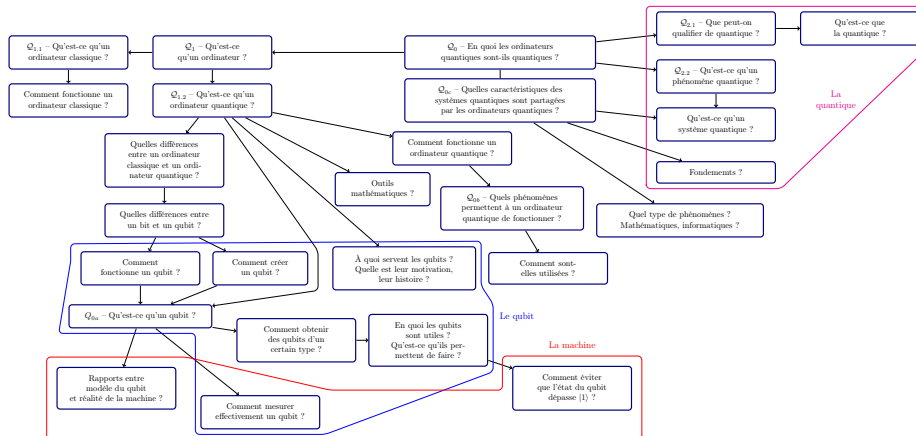 Q2.1 – Que peut-on
qualifier de quantique ?
Qu'est-ce que
la quantique ?
Q1.1 – Qu'est-ce qu'un
ordinateur classique ?
Q1 – Qu'est-ce
qu'un ordinateur ?
Q0 – En quoi les ordinateurs
quantiques sont-ils quantiques ?
Q2.2 – Qu'est-ce qu'un
phénomène quantique ?
Comment fonctionne un
ordinateur classique ?
Q1.2 – Qu'est-ce qu'un
ordinateur quantique ?
Q0c – Quelles caractéristiques des
systèmes quantiques sont partagées
par les ordinateurs quantiques ?
La
quantique
Qu'est-ce qu'un
système quantique ?
Quelles différences
entre un ordinateur
classique et un ordi-
nateur quantique ?
Comment fonctionne un
ordinateur quantique ?
Fondememts ?
Outils
mathématiques ?
Q0b – Quels phénomènes
permettent à un ordinateur
quantique de fonctionner ?
Quelles différences entre
un bit et un qubit ?
Quel type de phénomènes ?
Mathématiques, informatiques ?
Comment
fonctionne un qubit ?
Comment créer
un qubit ?
À quoi servent les qubits ?
Quelle est leur motivation,
leur histoire ?
Comment sont-
elles utilisées ?
Q0a – Qu'est-ce qu'un qubit ?
Le qubit
Comment obtenir
des qubits d'un
certain type ?
En quoi les qubits
sont utiles ?
Qu'est-ce qu'ils per-
mettent de faire ?
La machine
Rapports entre
modèle du qubit
et réalité de la machine ?
Comment mesurer
effectivement un qubit ?
Comment éviter
que l'état du qubit
dépasse |1⟩ ?